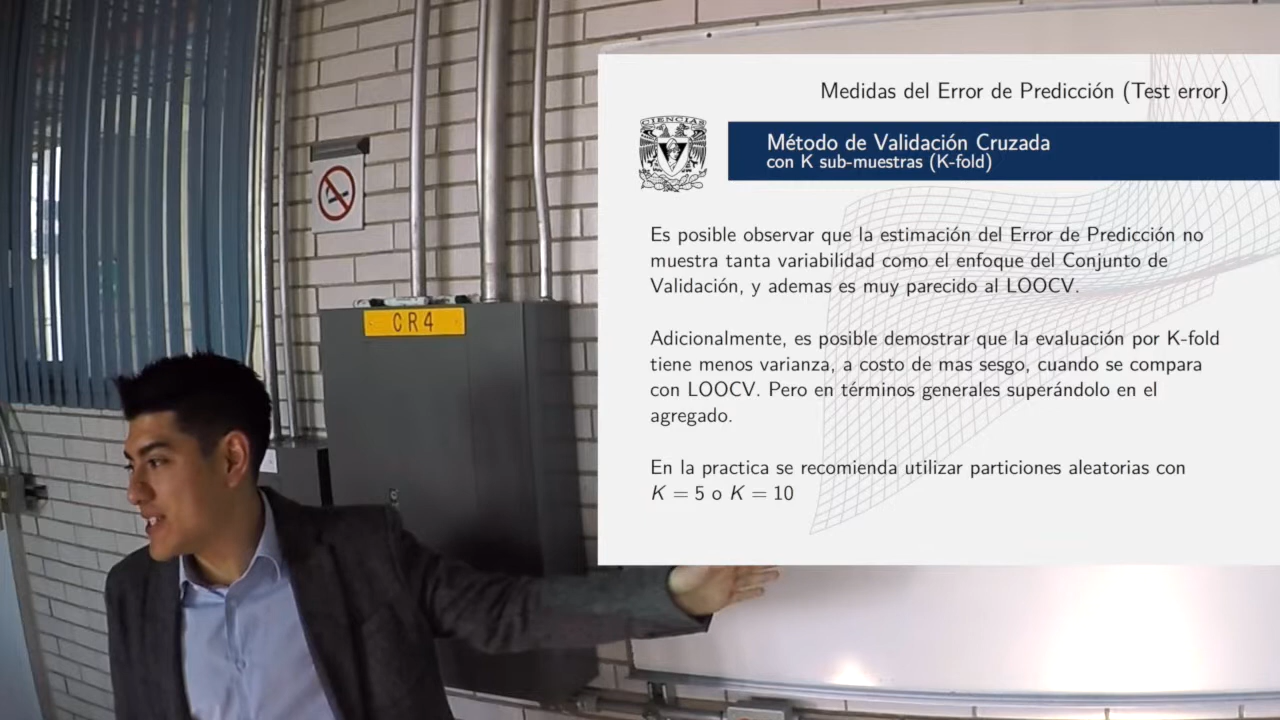 Medidas del Error de Predicción (Test error)
CIENCIAS
Método de Validación Cruzada
con K sub-muestras (K-fold)
Es posible observar que la estimación del Error de Predicción no
muestra tanta variabilidad como el enfoque del Conjunto de
Validación, y ademas es muy parecido al LOOCV.
Adicionalmente, es posible demostrar que la evaluación por K-fold
tiene menos varianza, a costo de mas sesgo, cuando se compara
con LOOCV. Pero en términos generales superándolo en el
agregado.
En la practica se recomienda utilizar particiones aleatorias con
K = 5 o K = 10
CR4